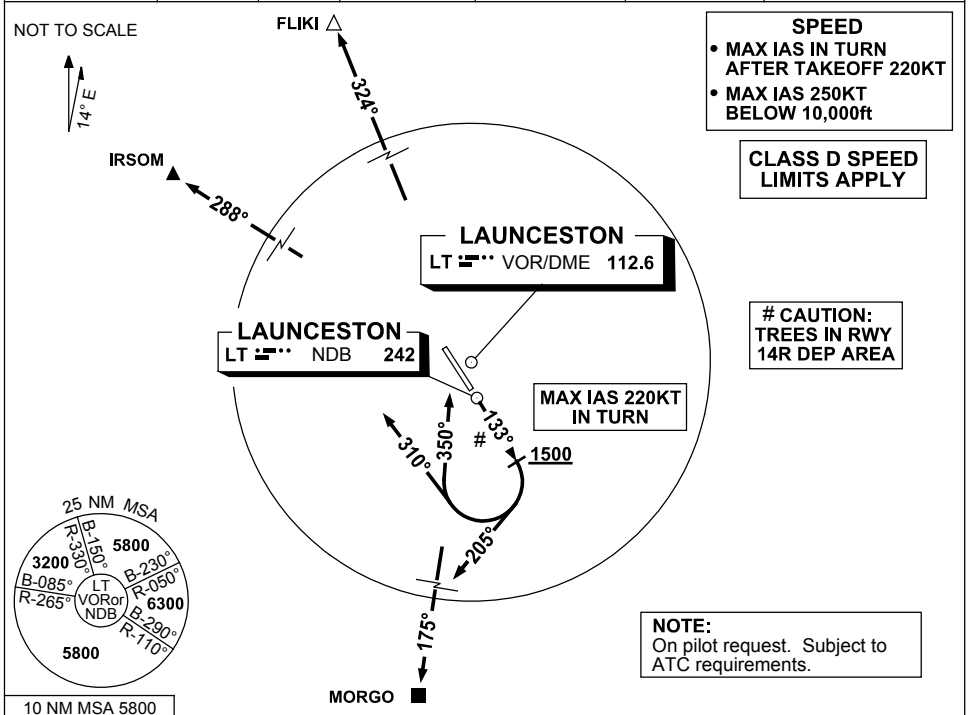 NOT TO SCALE
14° E
FLIKI
324°
IRSOM
288°
SPEED
• MAX IAS IN TURN
AFTER TAKEOFF 220KT
• MAX IAS 250KT
BELOW 10,000ft
CLASS D SPEED
LIMITS APPLY
LAUNCESTON
LT VOR/DME 112.6
LAUNCESTON
LT NDB 242
# CAUTION:
TREES IN RWY
14R DEP AREA
MAX IAS 220KT
IN TURN
133°
#
1500
350°
310°
205°
175°
MORGO
25 NM MSA
B-150°
R-330°
5800
3200
B-230°
R-050°
B-085°
R-265°
LT
VORor
NDB
6300
B-290°
R-110°
5800
10 NM MSA 5800
NOTE:
On pilot request. Subject to
ATC requirements.